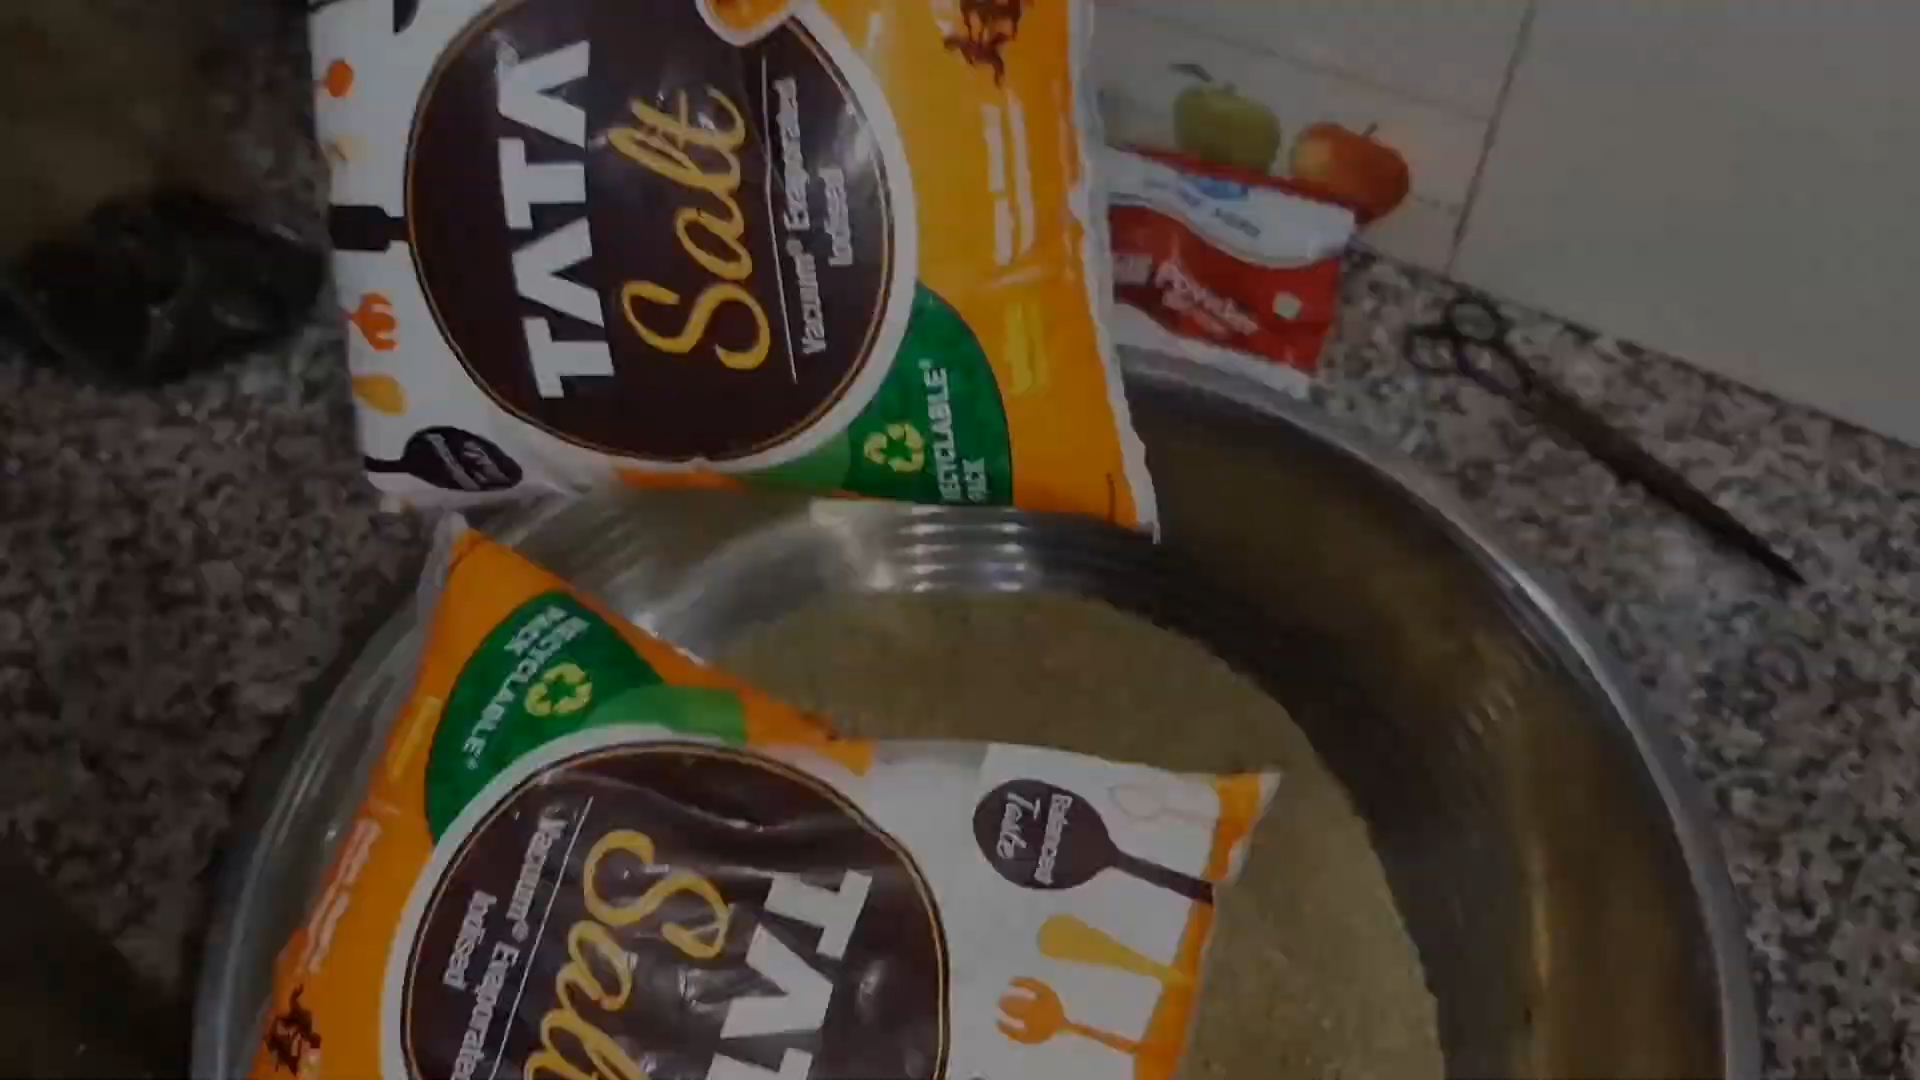 TATA
Salt
Vacuum® Evaporated
Iodised
RECYCLABLE*
PACK
Powder
RECYCLABLE*
PACK
TATA
Salt
Vacuum® Evaporated
Iodised
Balanced
Taste